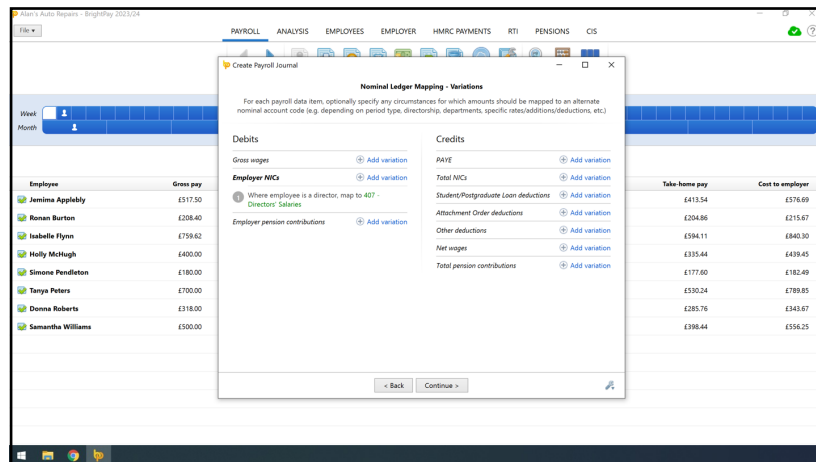 Alan's Auto Repairs - BrightPay 2023/24
File
PAYROLL ANALYSIS EMPLOYEES EMPLOYER HMRC PAYMENTS RTI PENSIONS CIS
Create Payroll Journal
Nominal Ledger Mapping - Variations
For each payroll data item, optionally specify any circumstances for which amounts should be mapped to an alternate
nominal account code (e.g. depending on period type, directorship, departments, specific rates/additions/deductions, etc.)
Week 1
Month 1
Debits
Gross wages Add variation
Employer NICs Add variation
1 Where employee is a director, map to 407 -
Directors' Salaries
Employer pension contributions Add variation
Credits
PAYE Add variation
Total NICs Add variation
Student/Postgraduate Loan deductions Add variation
Attachment Order deductions Add variation
Other deductions Add variation
Net wages Add variation
Total pension contributions Add variation
< Back Continue >
Employee Gross pay Take-home pay Cost to employer
Jemima Applebly £517.50 £413.54 £576.69
Ronan Burton £208.40 £204.86 £215.67
Isabelle Flynn £759.62 £594.11 £840.30
Holly McHugh £400.00 £335.44 £439.45
Simone Pendleton £180.00 £177.60 £182.49
Tanya Peters £700.00 £530.24 £789.85
Donna Roberts £318.00 £285.76 £343.67
Samantha Williams £500.00 £398.44 £556.25